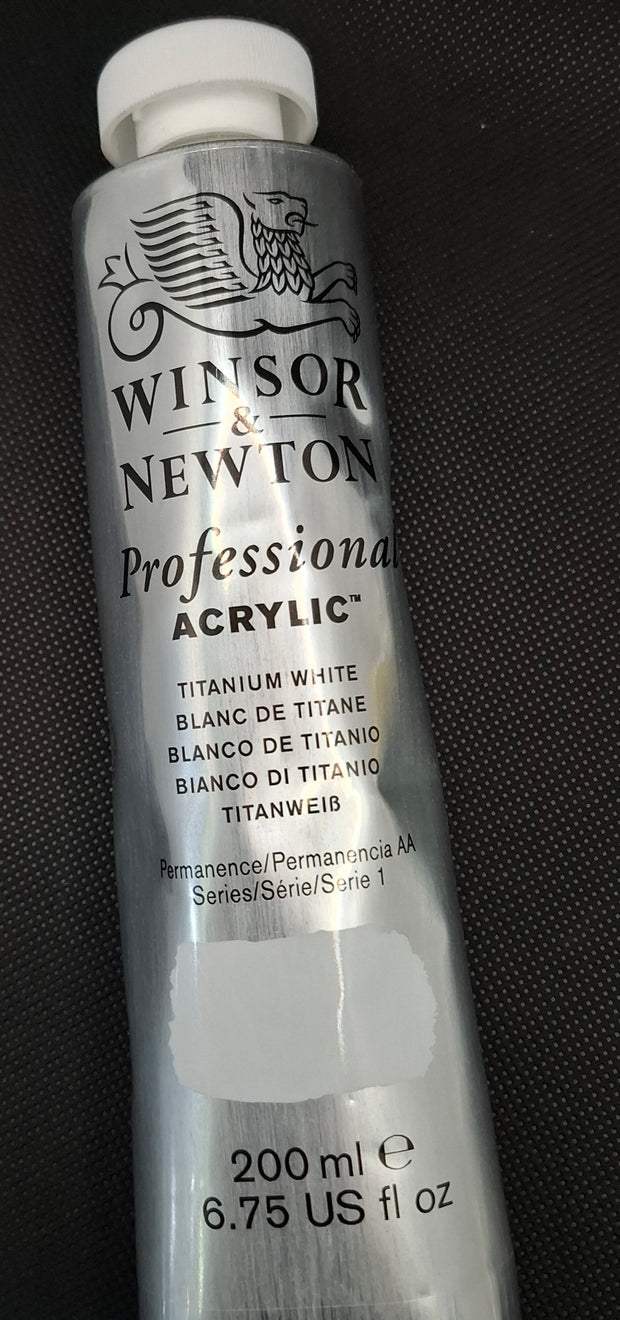 WINSOR
&
NEWTON
Professional
ACRYLIC™
TITANIUM WHITE
BLANC DE TITANE
BLANCO DE TITANIO
BIANCO DI TITANIO
TITANWEIß
Permanence/Permanencia AA
Series/Série/Serie 1
200 ml ℮
6.75 US fl oz